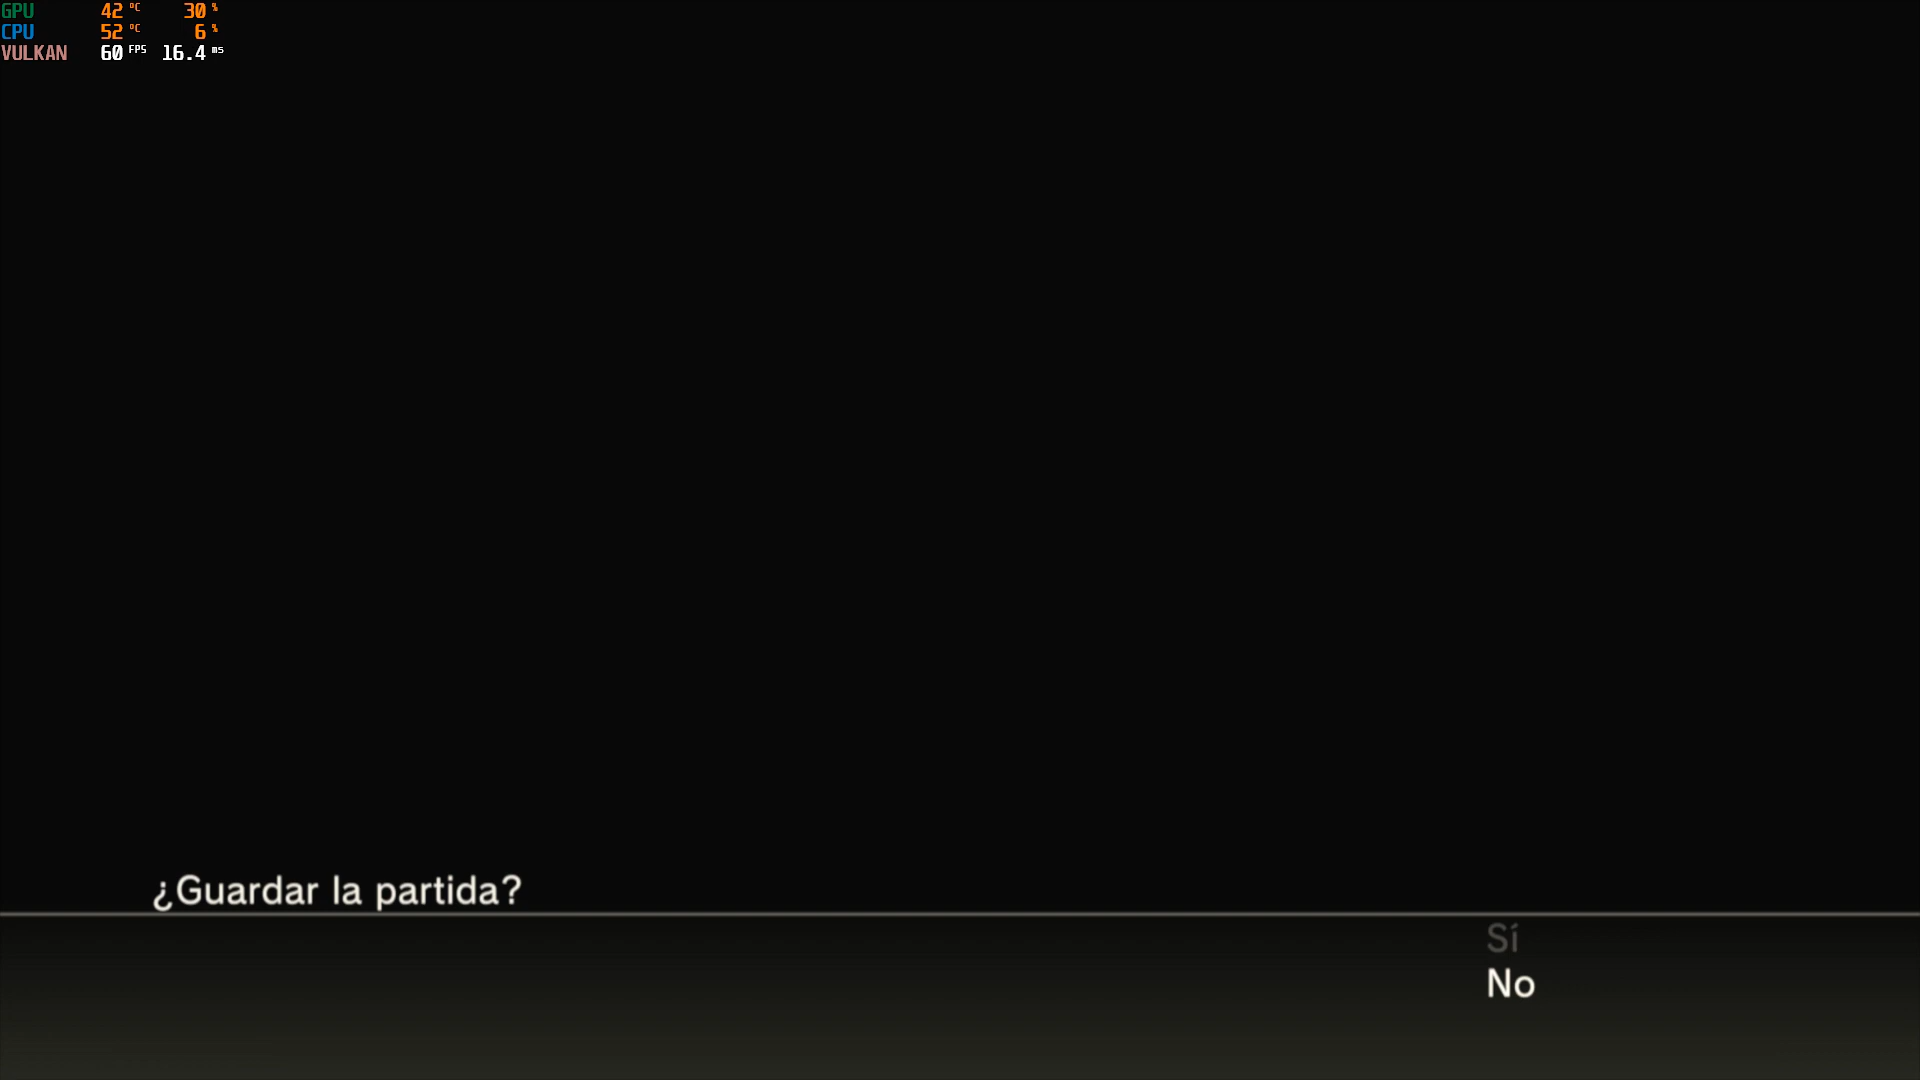 GPU 42 °C 30 %
CPU 52 °C 6 %
VULKAN 60 FPS 16.4 ms
¿Guardar la partida?
Sí
No